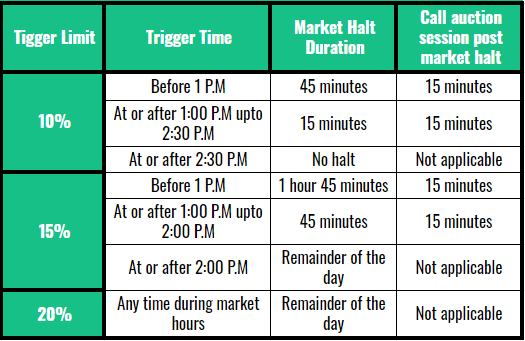 Tigger Limit
Trigger Time
Market Halt
Duration
Call auction
session post
market halt
10%
Before 1 P.M
45 minutes
15 minutes
At or after 1:00 P.M upto
2:30 P.M
15 minutes
15 minutes
At or after 2:30 P.M
No halt
Not applicable
15%
Before 1 P.M
1 hour 45 minutes
15 minutes
At or after 1:00 P.M upto
2:00 P.M
45 minutes
15 minutes
At or after 2:00 P.M
Remainder of the
day
Not applicable
20%
Any time during market
hours
Remainder of the
day
Not applicable